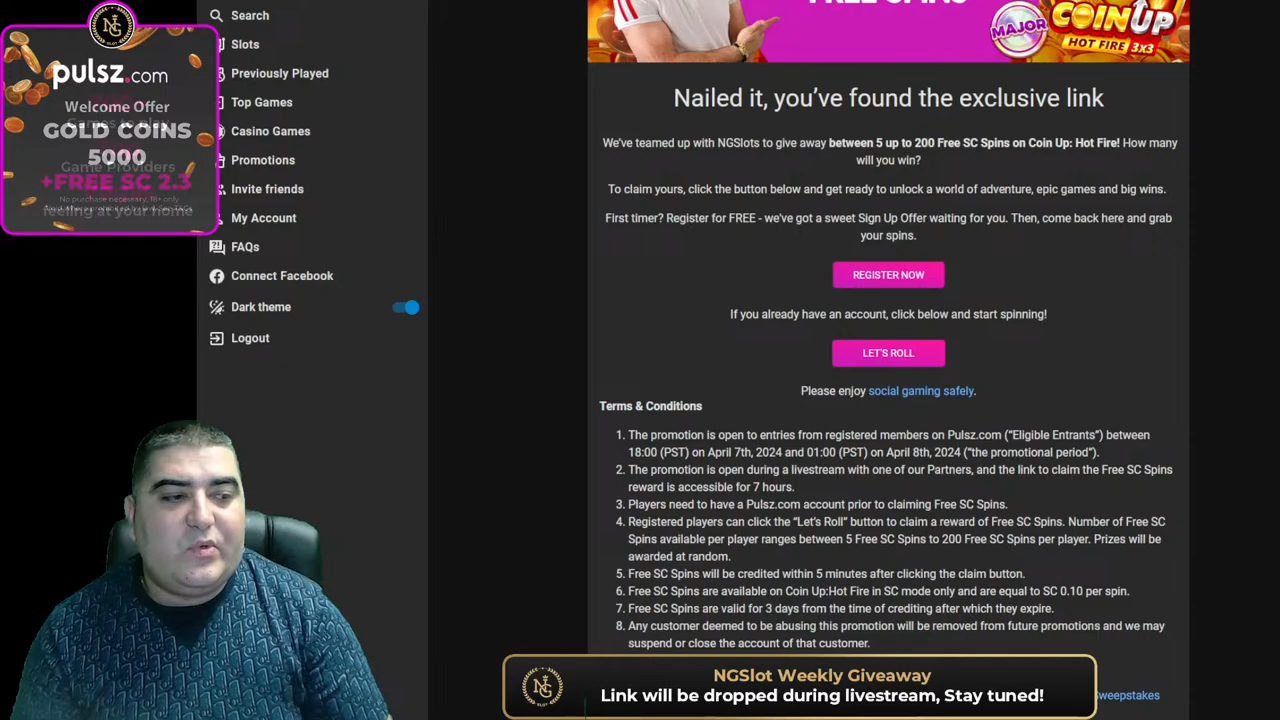 NG
SLOT
pulsz.com
Welcome Offer
GOLD COINS
5000
Game Providers
+FREE SC 2.3
feeling at your home
Search
Slots
Previously Played
Top Games
Casino Games
Promotions
Invite friends
My Account
FAQs
Connect Facebook
Dark theme
Logout
MAJOR
COIN UP
HOT FIRE 3x3
Nailed it, you’ve found the exclusive link
We’ve teamed up with NGSlots to give away between 5 up to 200 Free SC Spins on Coin Up: Hot Fire! How many
will you win?
To claim yours, click the button below and get ready to unlock a world of adventure, epic games and big wins.
First timer? Register for FREE - we’ve got a sweet Sign Up Offer waiting for you. Then, come back here and grab
your spins.
REGISTER NOW
If you already have an account, click below and start spinning!
LET'S ROLL
Please enjoy social gaming safely.
Terms & Conditions
1. The promotion is open to entries from registered members on Pulsz.com (“Eligible Entrants”) between
18:00 (PST) on April 7th, 2024 and 01:00 (PST) on April 8th, 2024 (“the promotional period”).
2. The promotion is open during a livestream with one of our Partners, and the link to claim the Free SC Spins
reward is accessible for 7 hours.
3. Players need to have a Pulsz.com account prior to claiming Free SC Spins.
4. Registered players can click the “Let’s Roll” button to claim a reward of Free SC Spins. Number of Free SC
Spins available per player ranges between 5 Free SC Spins to 200 Free SC Spins per player. Prizes will be
awarded at random.
5. Free SC Spins will be credited within 5 minutes after clicking the claim button.
6. Free SC Spins are available on Coin Up:Hot Fire in SC mode only and are equal to SC 0.10 per spin.
7. Free SC Spins are valid for 3 days from the time of crediting after which they expire.
8. Any customer deemed to be abusing this promotion will be removed from future promotions and we may
suspend or close the account of that customer.
Sweepstakes
NG
NGSlot Weekly Giveaway
Link will be dropped during livestream, Stay tuned!